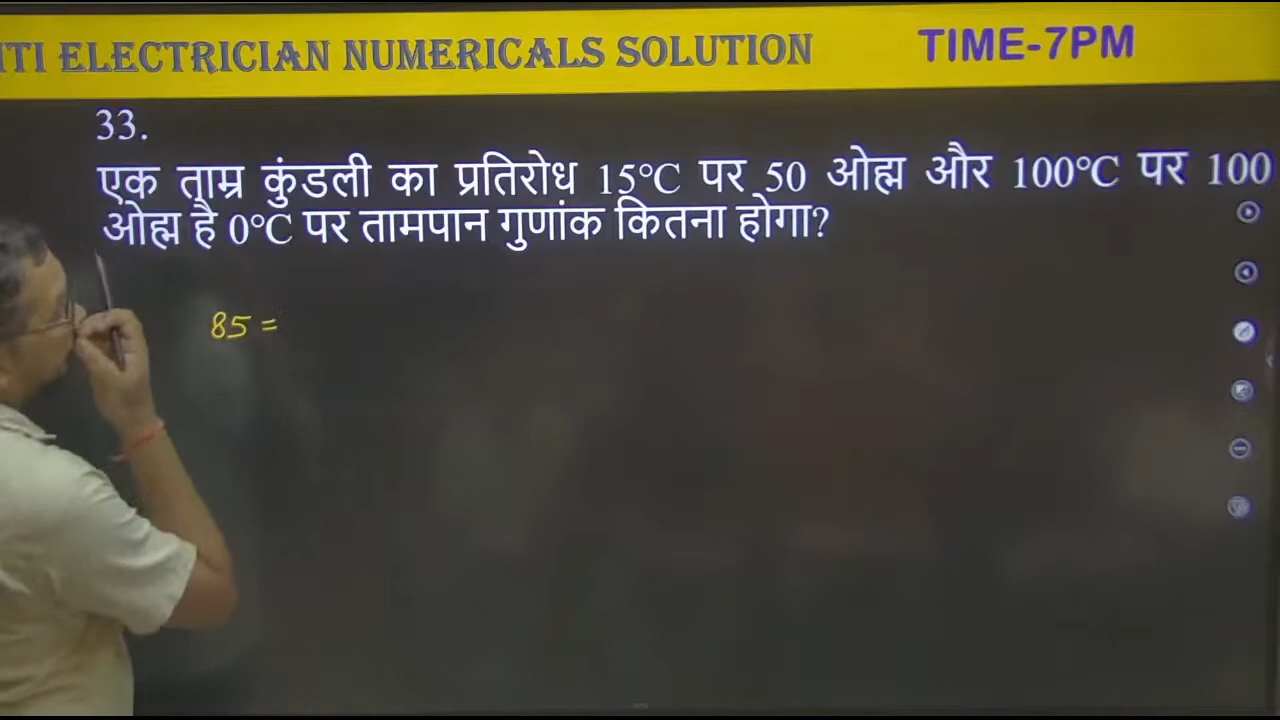 ITI ELECTRICIAN NUMERICALS SOLUTION TIME-7PM
33.
एक ताम्र कुंडली का प्रतिरोध 15°C पर 50 ओह्म और 100°C पर 100
ओह्म है 0°C पर तामपान गुणांक कितना होगा?
85 =